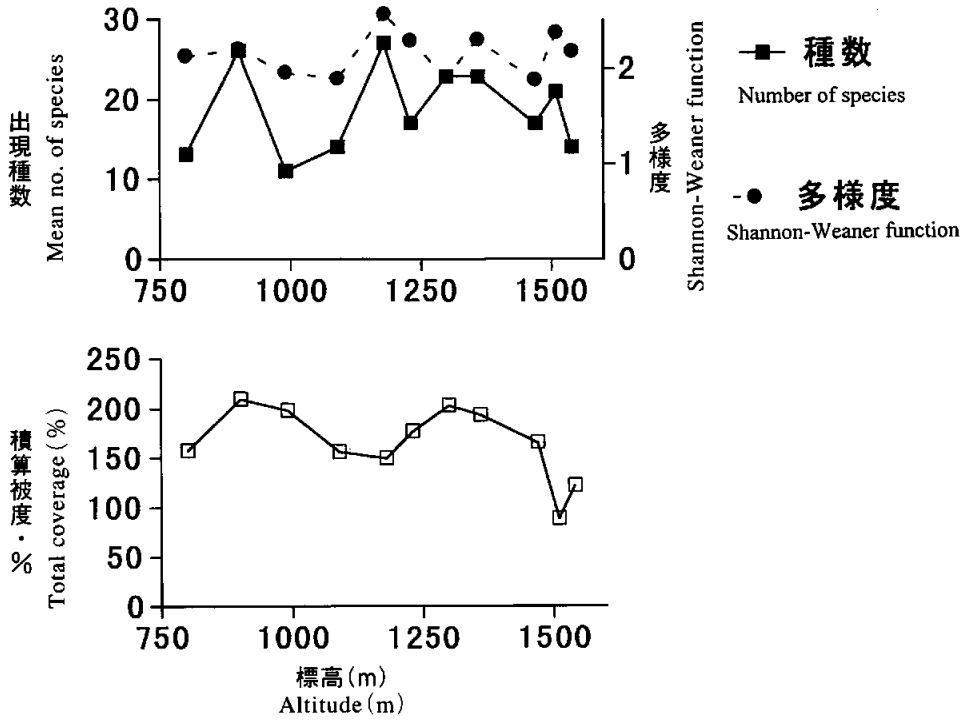 30
20
10
0
出現種数
Mean no. of species
750
1000
1250
1500
2
1
0
多様度
Shannon-Weaner function
種数
Number of species
多様度
Shannon-Weaner function
250
200
150
100
50
0
積算被度・%
Total coverage(%)
750
1000
1250
1500
標高(m)
Altitude(m)